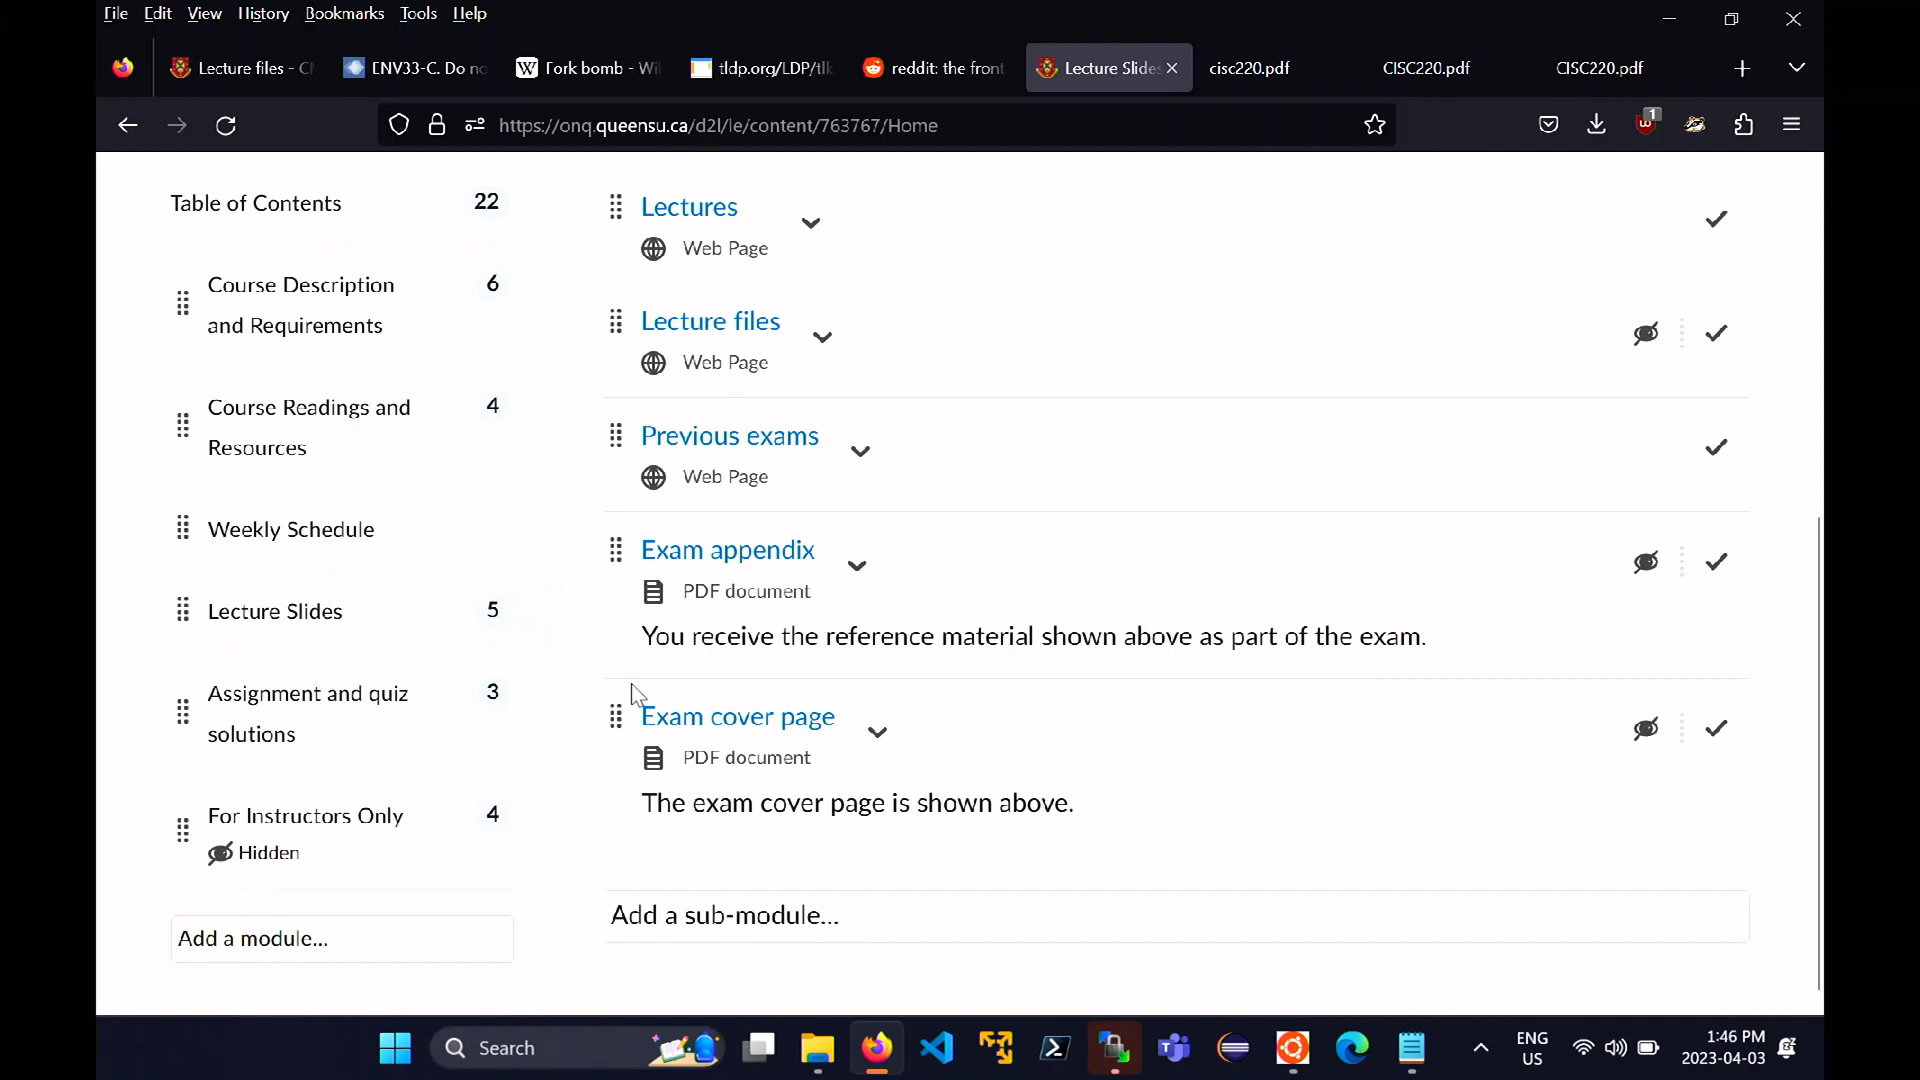 File Edit View History Bookmarks Tools Help
Lecture files - C
ENV33-C. Do no
Fork bomb - Wi
tldp.org/LDP/tlk
reddit: the front
Lecture Slides
cisc220.pdf
CISC220.pdf
CISC220.pdf
https://onq.queensu.ca/d2l/le/content/763767/Home
1
Table of Contents 22
Course Description and Requirements 6
Course Readings and Resources 4
Weekly Schedule
Lecture Slides 5
Assignment and quiz solutions 3
For Instructors Only 4
Hidden
Add a module...
Lectures
Web Page
Lecture files
Web Page
Previous exams
Web Page
Exam appendix
PDF document
You receive the reference material shown above as part of the exam.
Exam cover page
PDF document
The exam cover page is shown above.
Add a sub-module...
Search
ENG
US
1:46 PM
2023-04-03